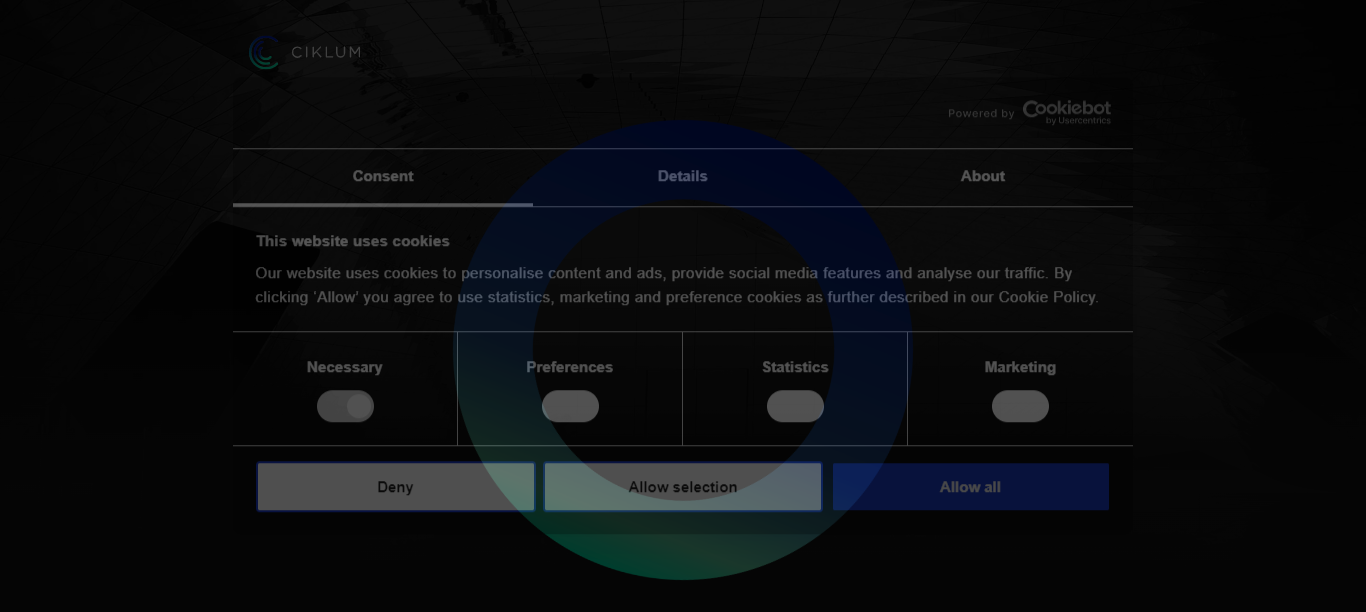 CIKLUM
Powered by Cookiebot
by Usercentrics
Consent Details About
This website uses cookies
Our website uses cookies to personalise content and ads, provide social media features and analyse our traffic. By
clicking 'Allow' you agree to use statistics, marketing and preference cookies as further described in our Cookie Policy.
Necessary Preferences Statistics Marketing
Deny Allow selection Allow all